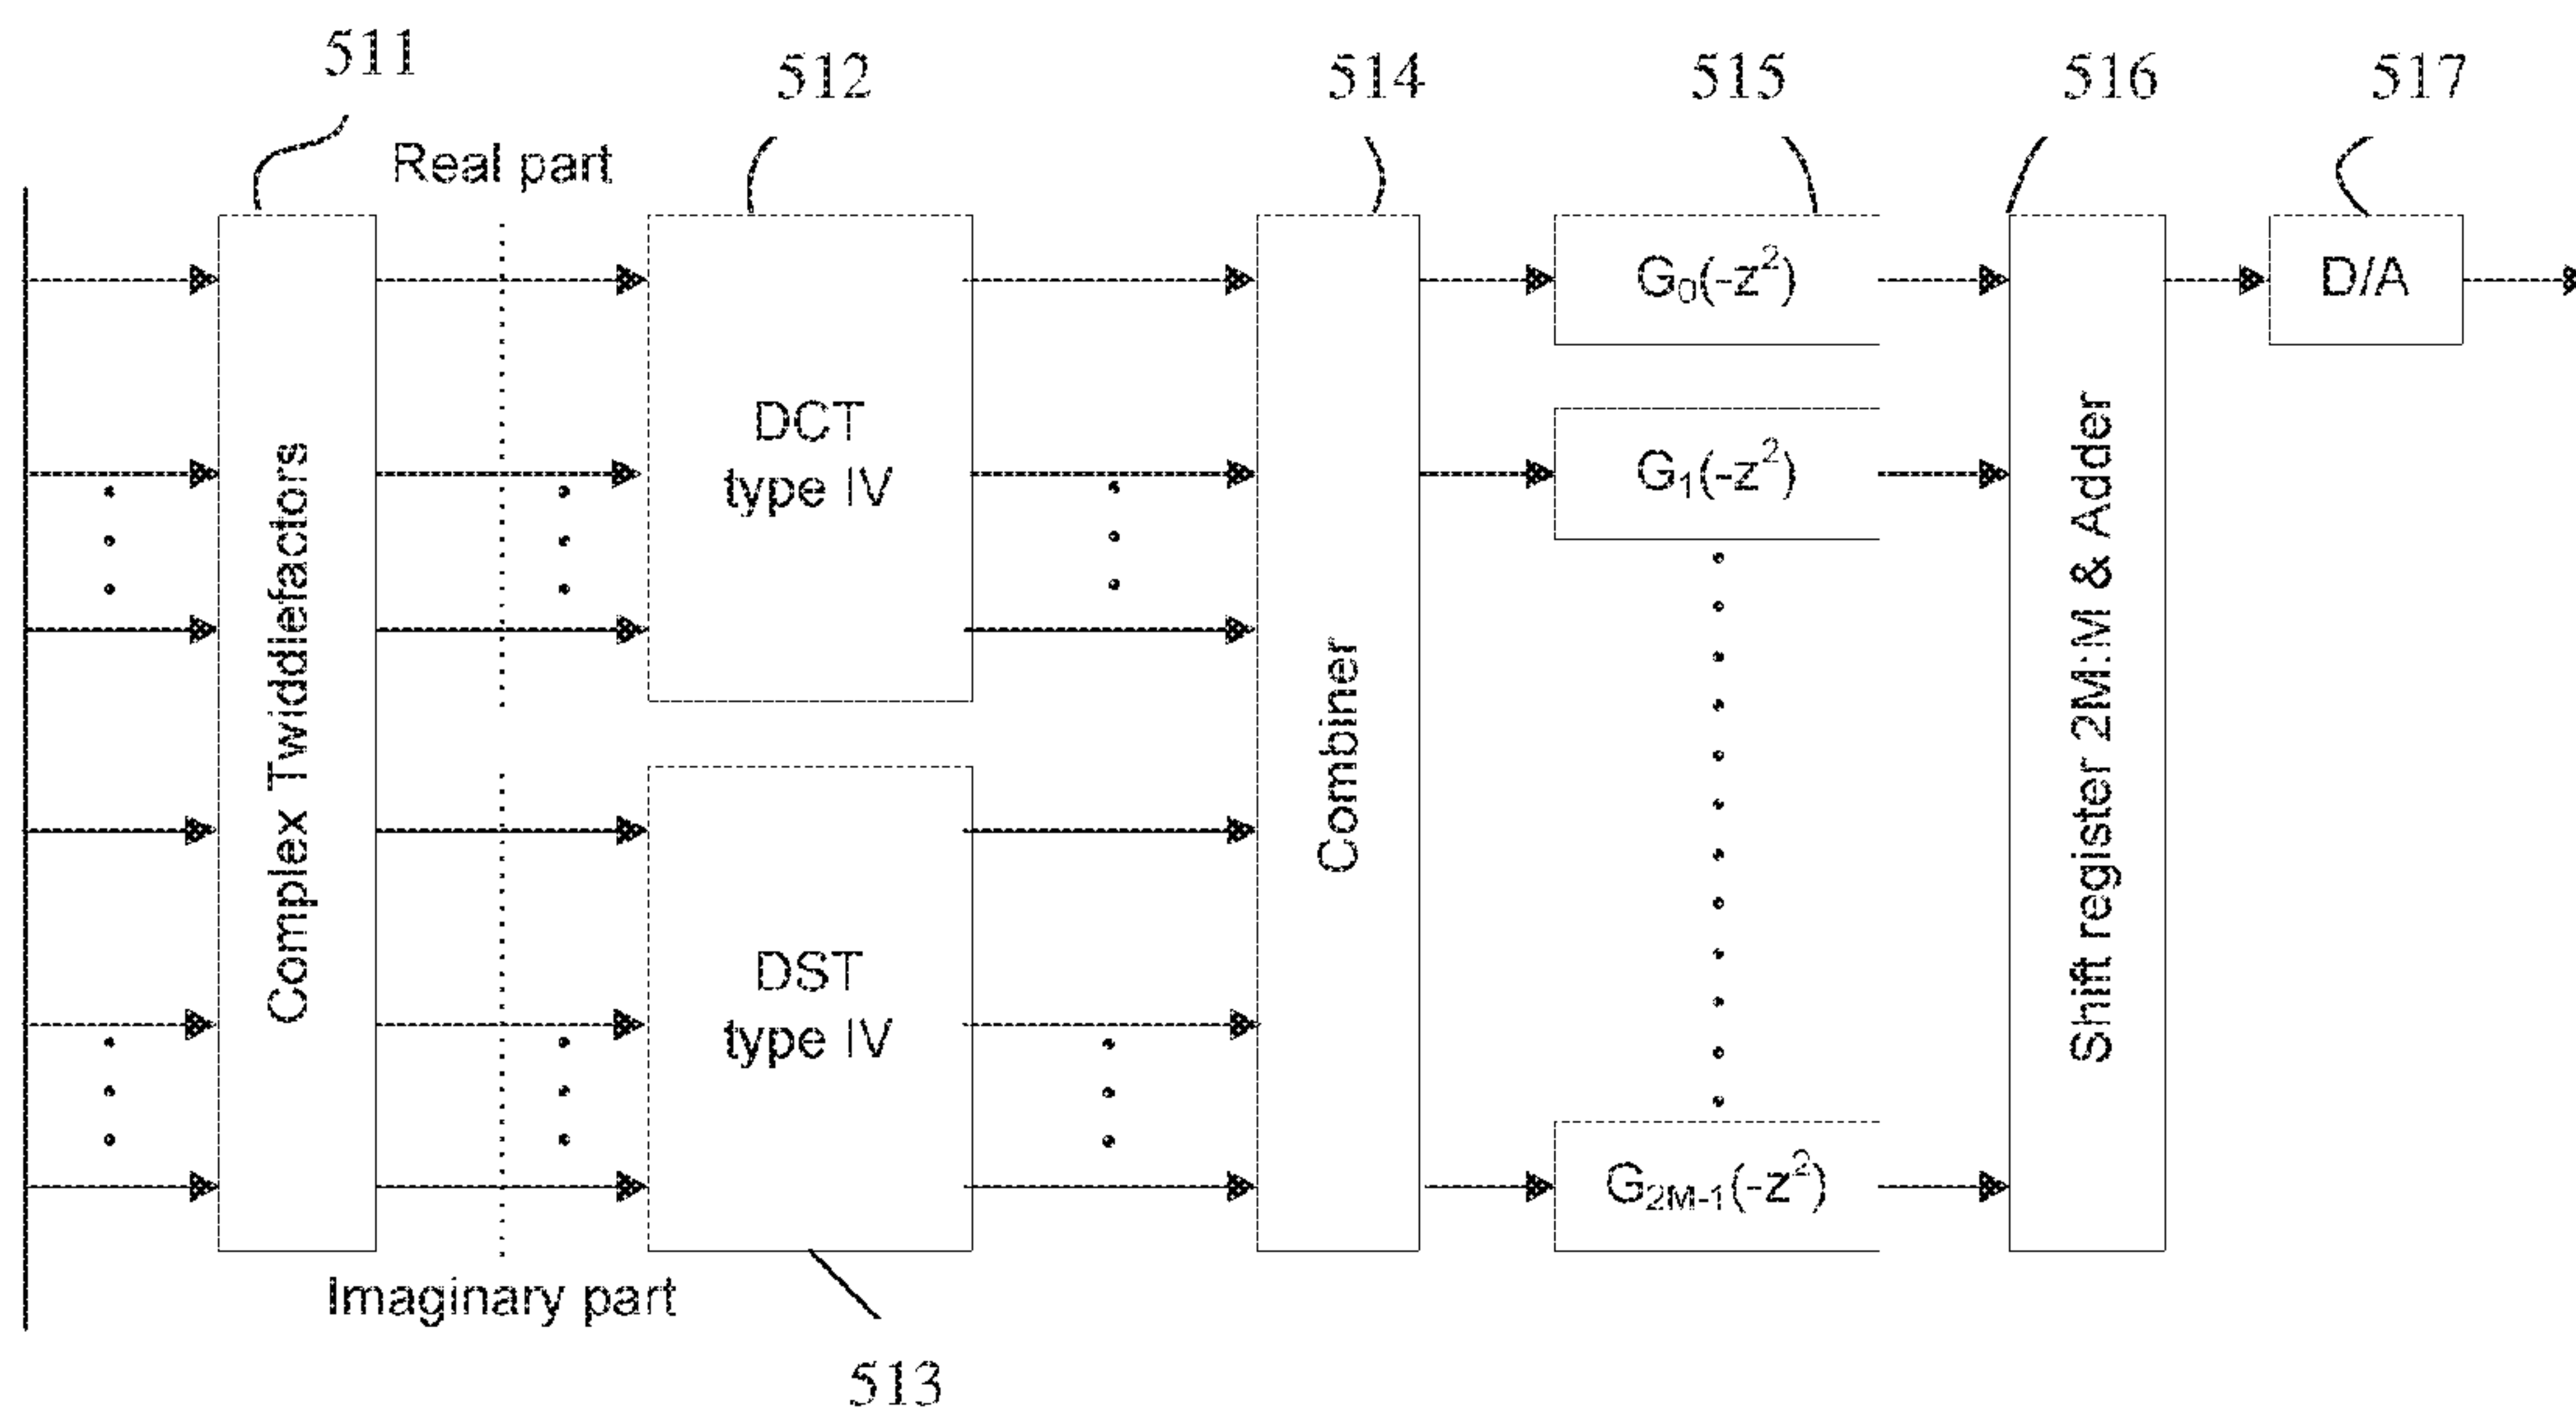 511
512
514
515
516
517
Real part
Complex Twiddlefactors
DCT
type IV
DST
type IV
Combiner
G₀(-z²)
G₁(-z²)
G₂M-₁(-z²)
Shift register 2M:M & Adder
D/A
Imaginary part
513